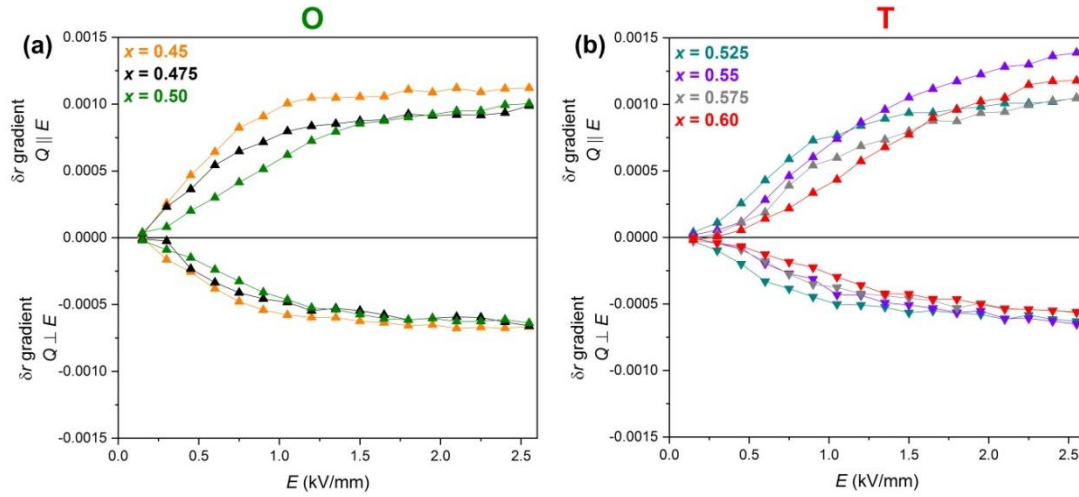 O
(a)
x = 0.45
x = 0.475
x = 0.50
0.0015
0.0010
0.0005
0.0000
-0.0005
-0.0010
-0.0015
δr gradient
Q || E
δr gradient
Q ⊥ E
0.0
0.5
1.0
1.5
2.0
2.5
E (kV/mm)
T
(b)
x = 0.525
x = 0.55
x = 0.575
x = 0.60
0.0015
0.0010
0.0005
0.0000
-0.0005
-0.0010
-0.0015
δr gradient
Q || E
δr gradient
Q ⊥ E
0.0
0.5
1.0
1.5
2.0
2.5
E (kV/mm)